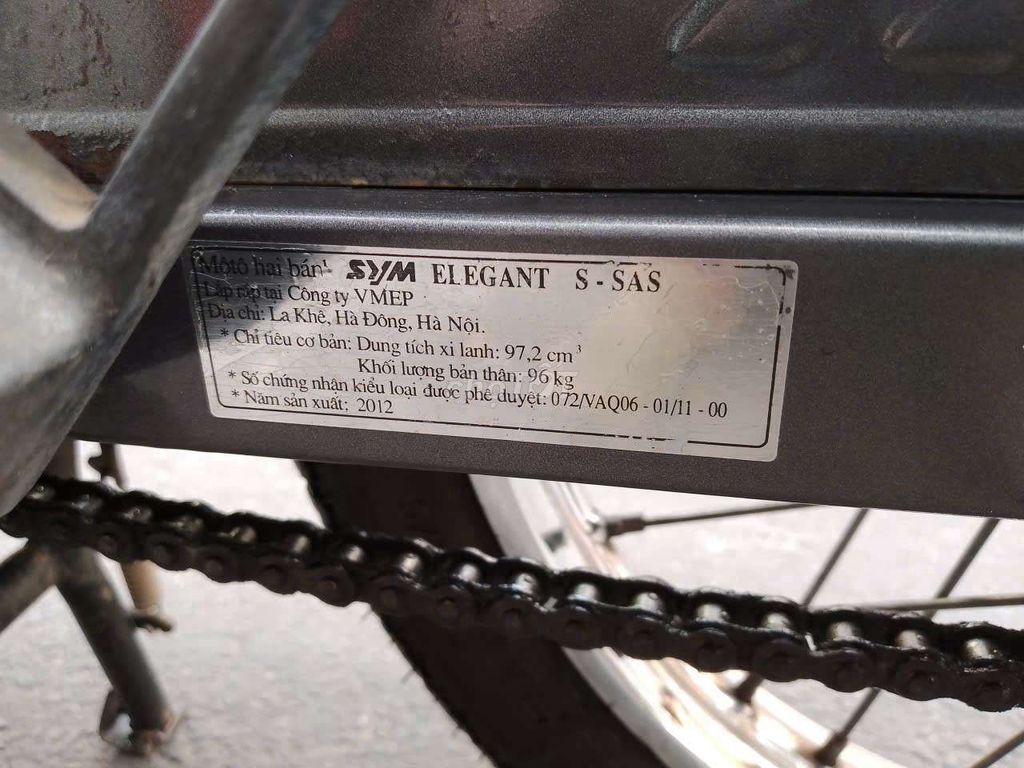 Môtô hai bánh SYM ELEGANT S - SAS
Lắp ráp tại Công ty VMEP
Địa chỉ: La Khê, Hà Đông, Hà Nội.
* Chỉ tiêu cơ bản: Dung tích xi lanh: 97,2 cm³
Khối lượng bản thân: 96 kg
* Số chứng nhân kiểu loại được phê duyệt: 072/VAQ06 - 01/11 - 00
* Năm sản xuất: 2012